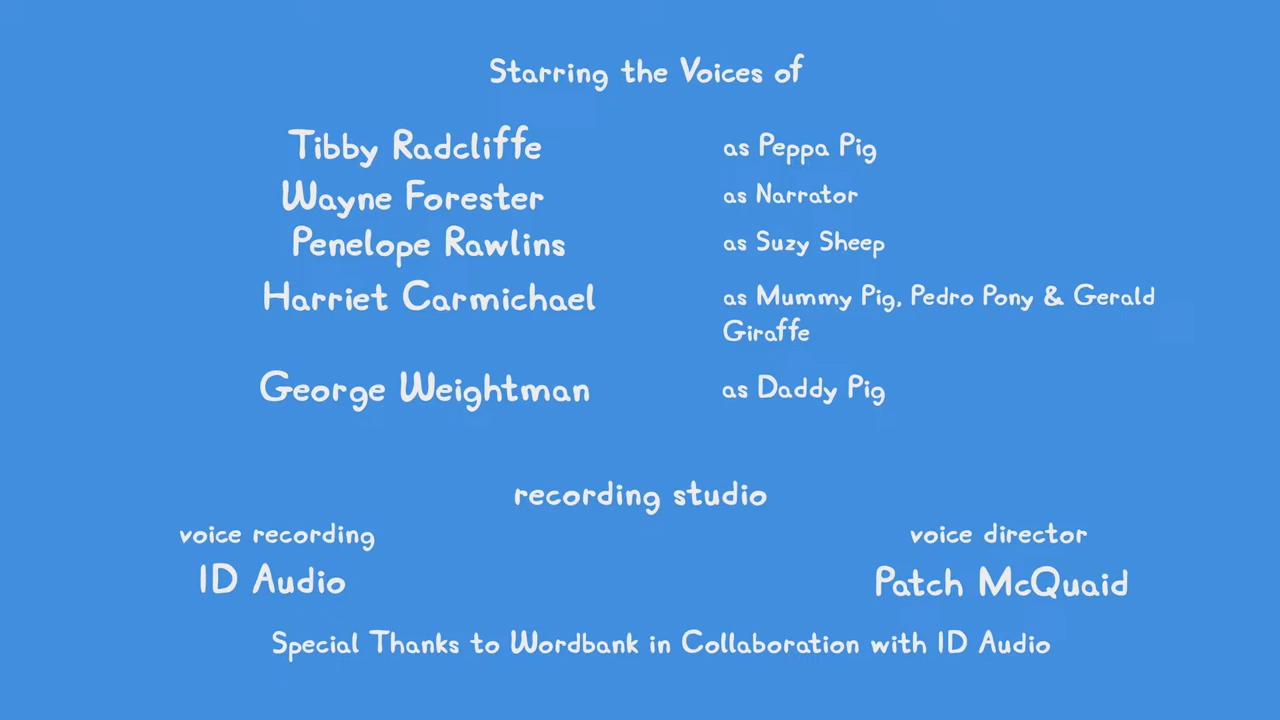 Starring the Voices of
Tibby Radcliffe as Peppa Pig
Wayne Forester as Narrator
Penelope Rawlins as Suzy Sheep
Harriet Carmichael as Mummy Pig, Pedro Pony & Gerald
Giraffe
George Weightman as Daddy Pig
recording studio
voice recording voice director
ID Audio Patch McQuaid
Special Thanks to Wordbank in Collaboration with ID Audio